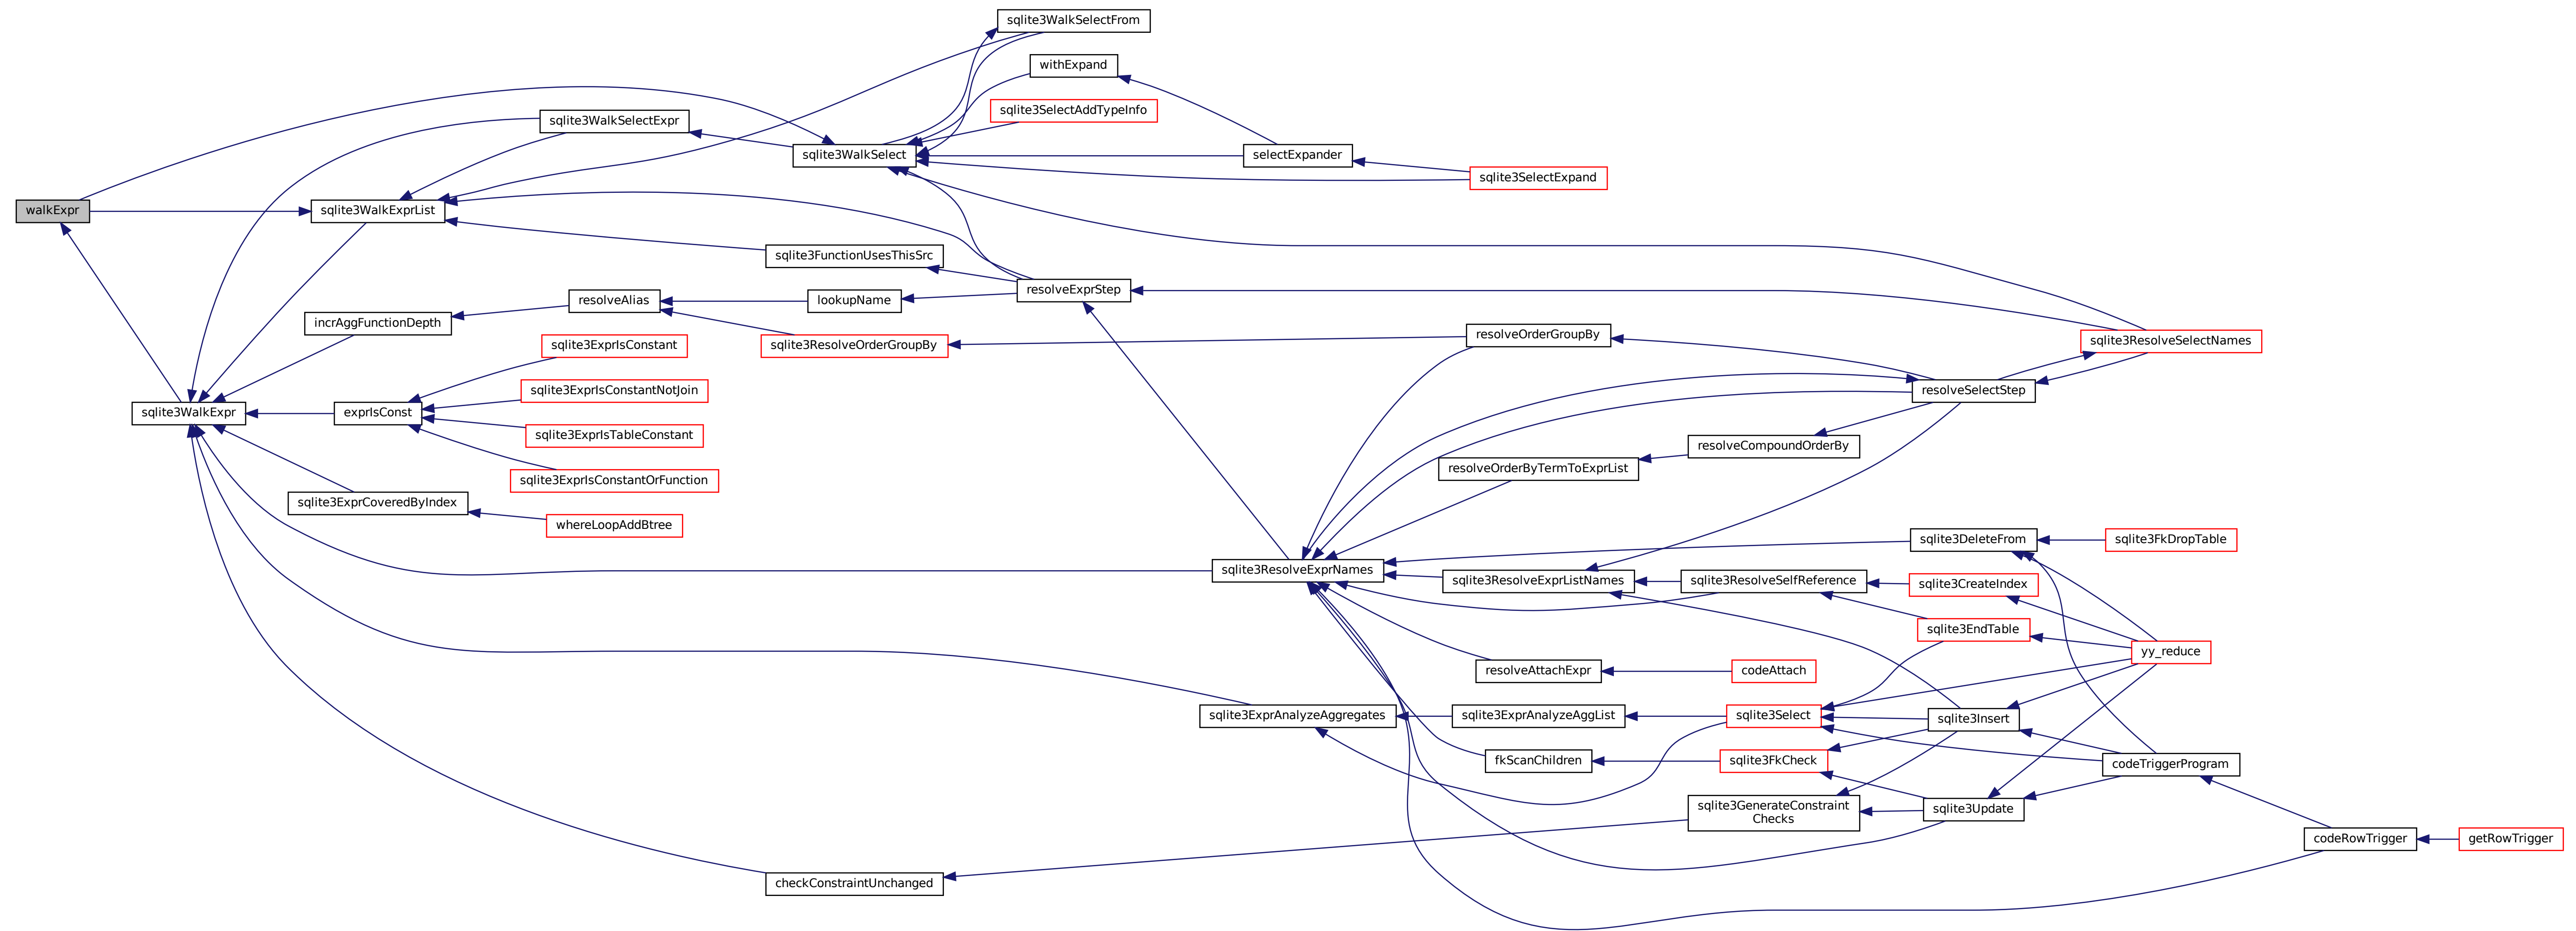 sqlite3WalkSelectFrom
withExpand
sqlite3SelectAddTypeInfo
sqlite3WalkSelectExpr
sqlite3WalkSelect
selectExpander
sqlite3SelectExpand
walkExpr
sqlite3WalkExprList
sqlite3FunctionUsesThisSrc
resolveExprStep
resolveAlias
lookupName
incrAggFunctionDepth
sqlite3ExprIsConstant
sqlite3ResolveOrderGroupBy
resolveOrderGroupBy
sqlite3ResolveSelectNames
sqlite3ExprIsConstantNotJoin
resolveSelectStep
sqlite3WalkExpr
exprIsConst
sqlite3ExprIsTableConstant
resolveCompoundOrderBy
resolveOrderByTermToExprList
sqlite3ExprIsConstantOrFunction
sqlite3ExprCoveredByIndex
whereLoopAddBtree
sqlite3DeleteFrom
sqlite3FkDropTable
sqlite3ResolveExprNames
sqlite3ResolveExprListNames
sqlite3ResolveSelfReference
sqlite3CreateIndex
sqlite3EndTable
yy_reduce
resolveAttachExpr
codeAttach
sqlite3ExprAnalyzeAggregates
sqlite3ExprAnalyzeAggList
sqlite3Select
sqlite3Insert
fkScanChildren
sqlite3FkCheck
codeTriggerProgram
sqlite3GenerateConstraint
Checks
sqlite3Update
codeRowTrigger
getRowTrigger
checkConstraintUnchanged